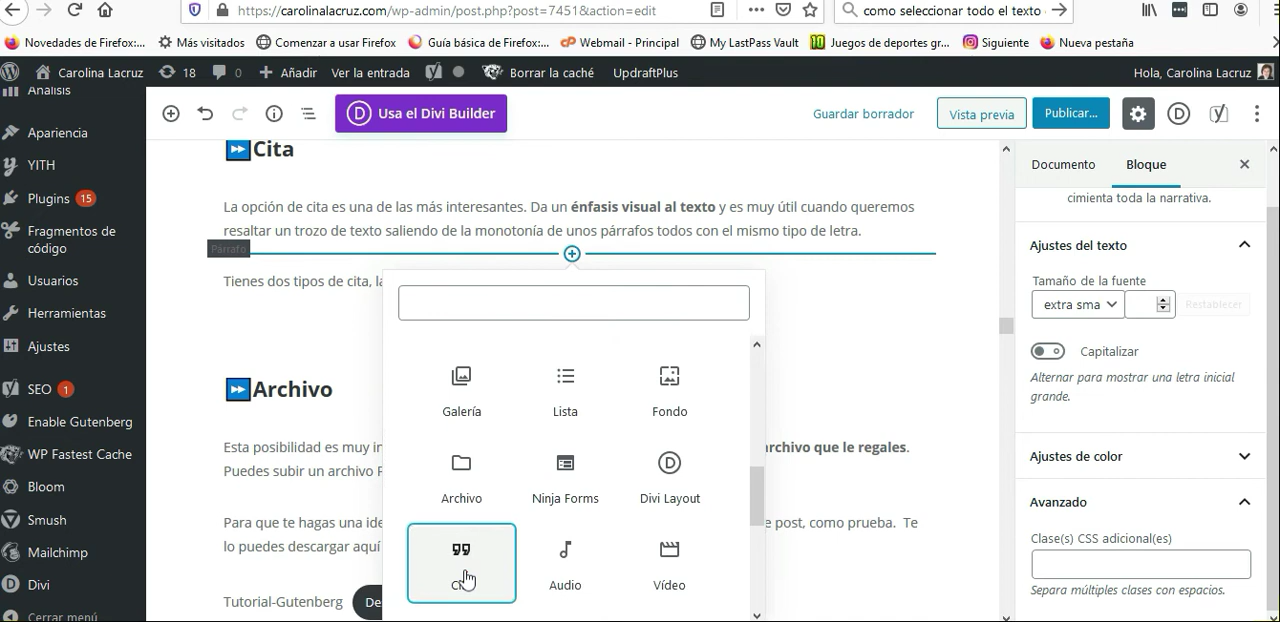 https://carolinalacruz.com/wp-admin/post.php?post=7451&action=edit
como seleccionar todo el texto
Novedades de Firefox:...
Más visitados
Comenzar a usar Firefox
Guía básica de Firefox:...
Webmail - Principal
My LastPass Vault
Juegos de deportes gr...
Siguiente
Nueva pestaña
Carolina Lacruz
18
0
Añadir
Ver la entrada
Borrar la caché
UpdraftPlus
Hola, Carolina Lacruz
Análisis
Apariencia
YITH
Plugins 15
Fragmentos de
código
Usuarios
Herramientas
Ajustes
SEO 1
Enable Gutenberg
WP Fastest Cache
Bloom
Smush
Mailchimp
Divi
Cerrar menú
Usa el Divi Builder
Guardar borrador
Vista previa
Publicar...
Cita
La opción de cita es una de las más interesantes. Da un énfasis visual al texto y es muy útil cuando queremos
resaltar un trozo de texto saliendo de la monotonía de unos párrafos todos con el mismo tipo de letra.
Párrafo
Tienes dos tipos de cita, la
Archivo
Esta posibilidad es muy in
archivo que le regales.
Puedes subir un archivo
Para que te hagas una ide
e post, como prueba. Te
lo puedes descargar aquí
Tutorial-Gutenberg
De
Galería
Lista
Fondo
Archivo
Ninja Forms
Divi Layout
Audio
Vídeo
Documento
Bloque
cimienta toda la narrativa.
Ajustes del texto
Tamaño de la fuente
extra sma
Restablecer
Capitalizar
Alternar para mostrar una letra inicial
grande.
Ajustes de color
Avanzado
Clase(s) CSS adicional(es)
Separa múltiples clases con espacios.